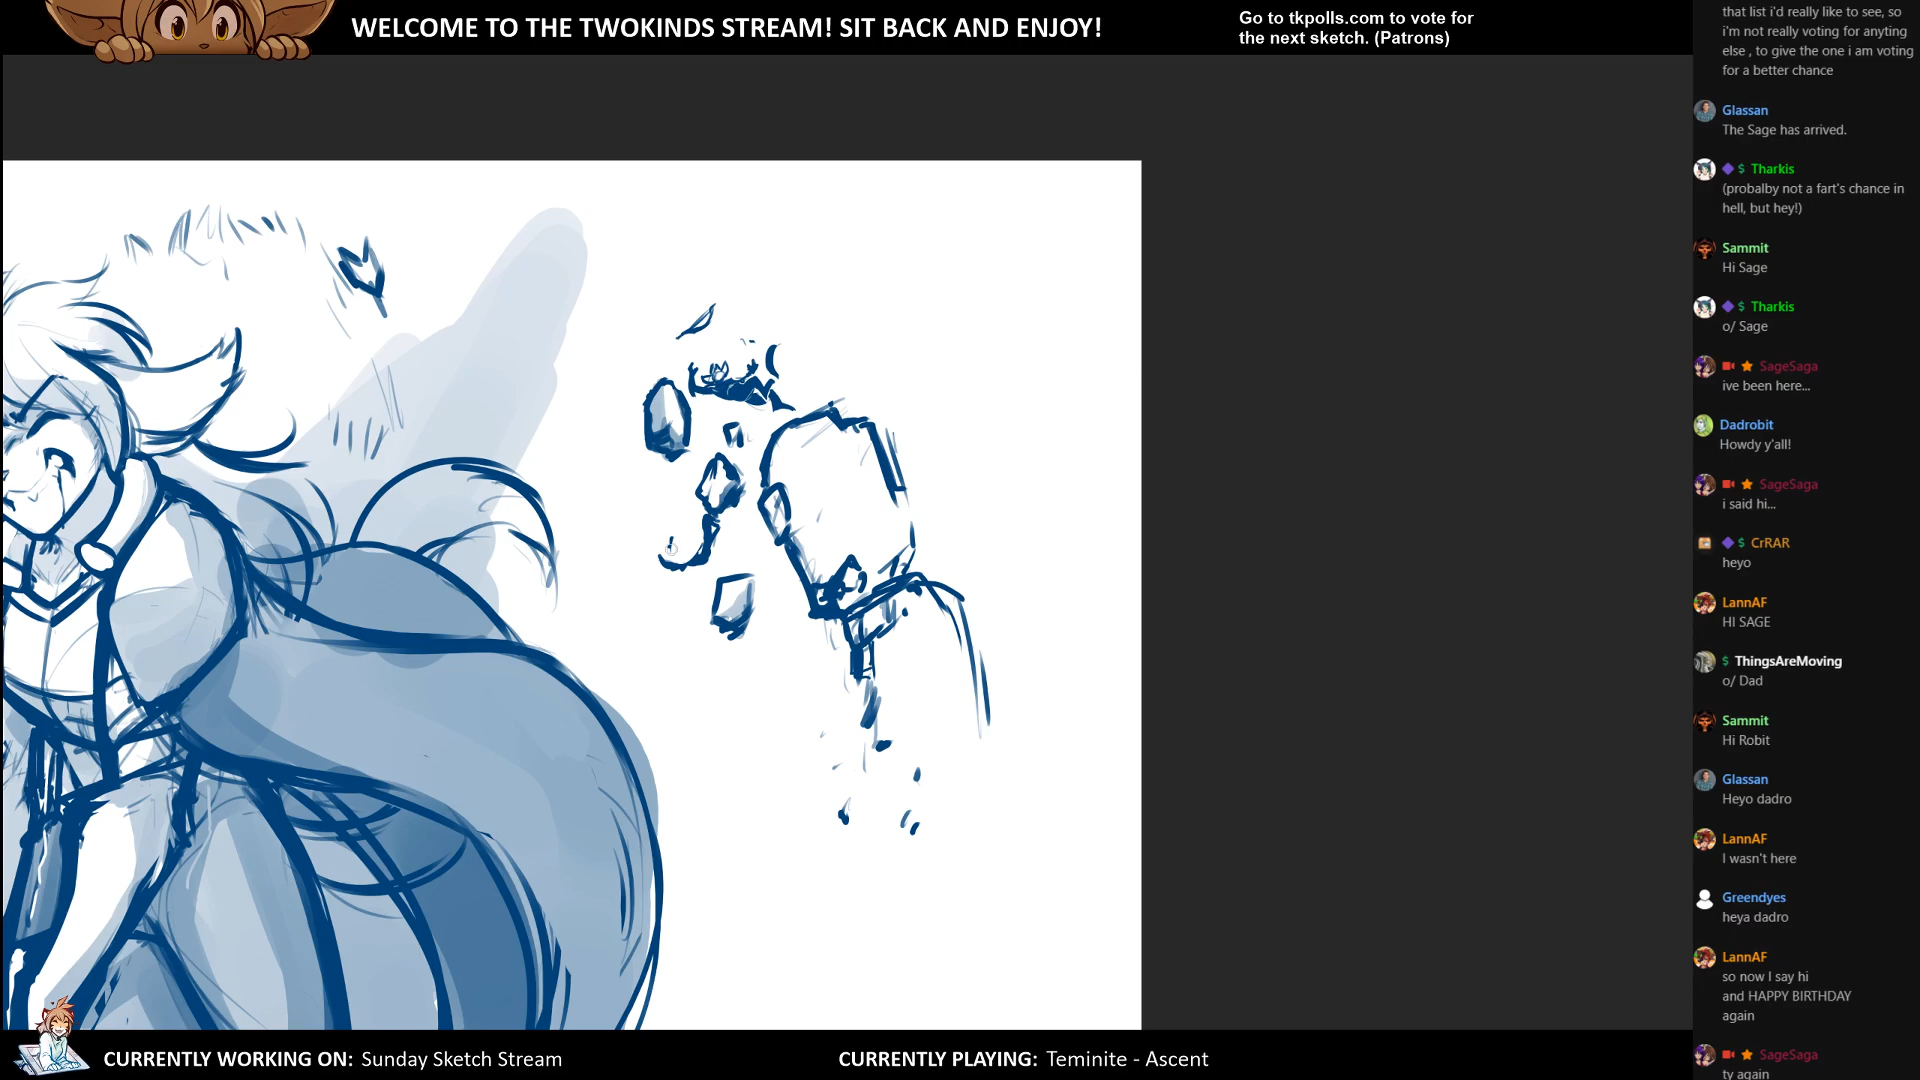 WELCOME TO THE TWOKINDS STREAM! SIT BACK AND ENJOY!
Go to tkpolls.com to vote for
the next sketch. (Patrons)
that list i'd really like to see, so
i'm not really voting for anyting
else , to give the one i am voting
for a better chance
Glassan
The Sage has arrived.
$ Tharkis
(probalby not a fart's chance in
hell, but hey!)
Sammit
Hi Sage
$ Tharkis
o/ Sage
SageSaga
ive been here...
Dadrobit
Howdy y'all!
SageSaga
i said hi...
$ CrRAR
heyo
LannAF
HI SAGE
$ ThingsAreMoving
o/ Dad
Sammit
Hi Robit
Glassan
Heyo dadro
LannAF
I wasn't here
Greendyes
heya dadro
LannAF
so now I say hi
and HAPPY BIRTHDAY
again
SageSaga
ty again
CURRENTLY WORKING ON: Sunday Sketch Stream
CURRENTLY PLAYING: Teminite - Ascent